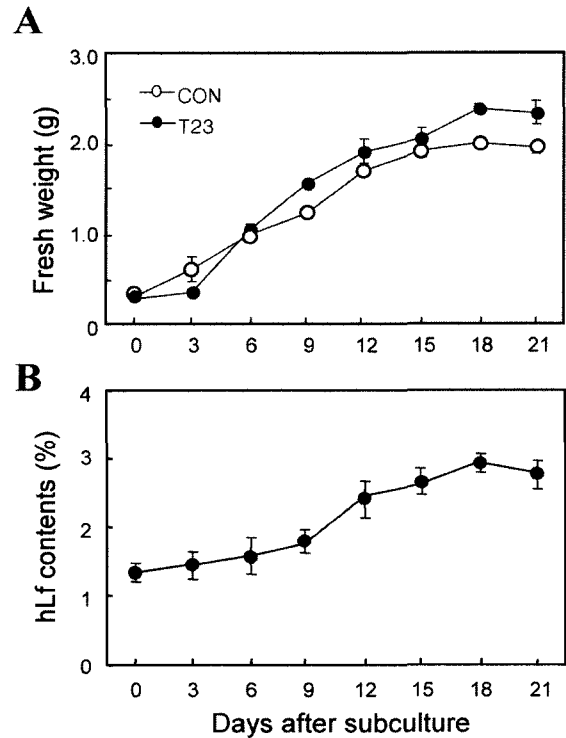 A
3.0
CON
T23
2.0
1.0
0
Fresh weight (g)
0 3 6 9 12 15 18 21
B
4
3
2
1
0
hLf contents (%)
0 3 6 9 12 15 18 21
Days after subculture